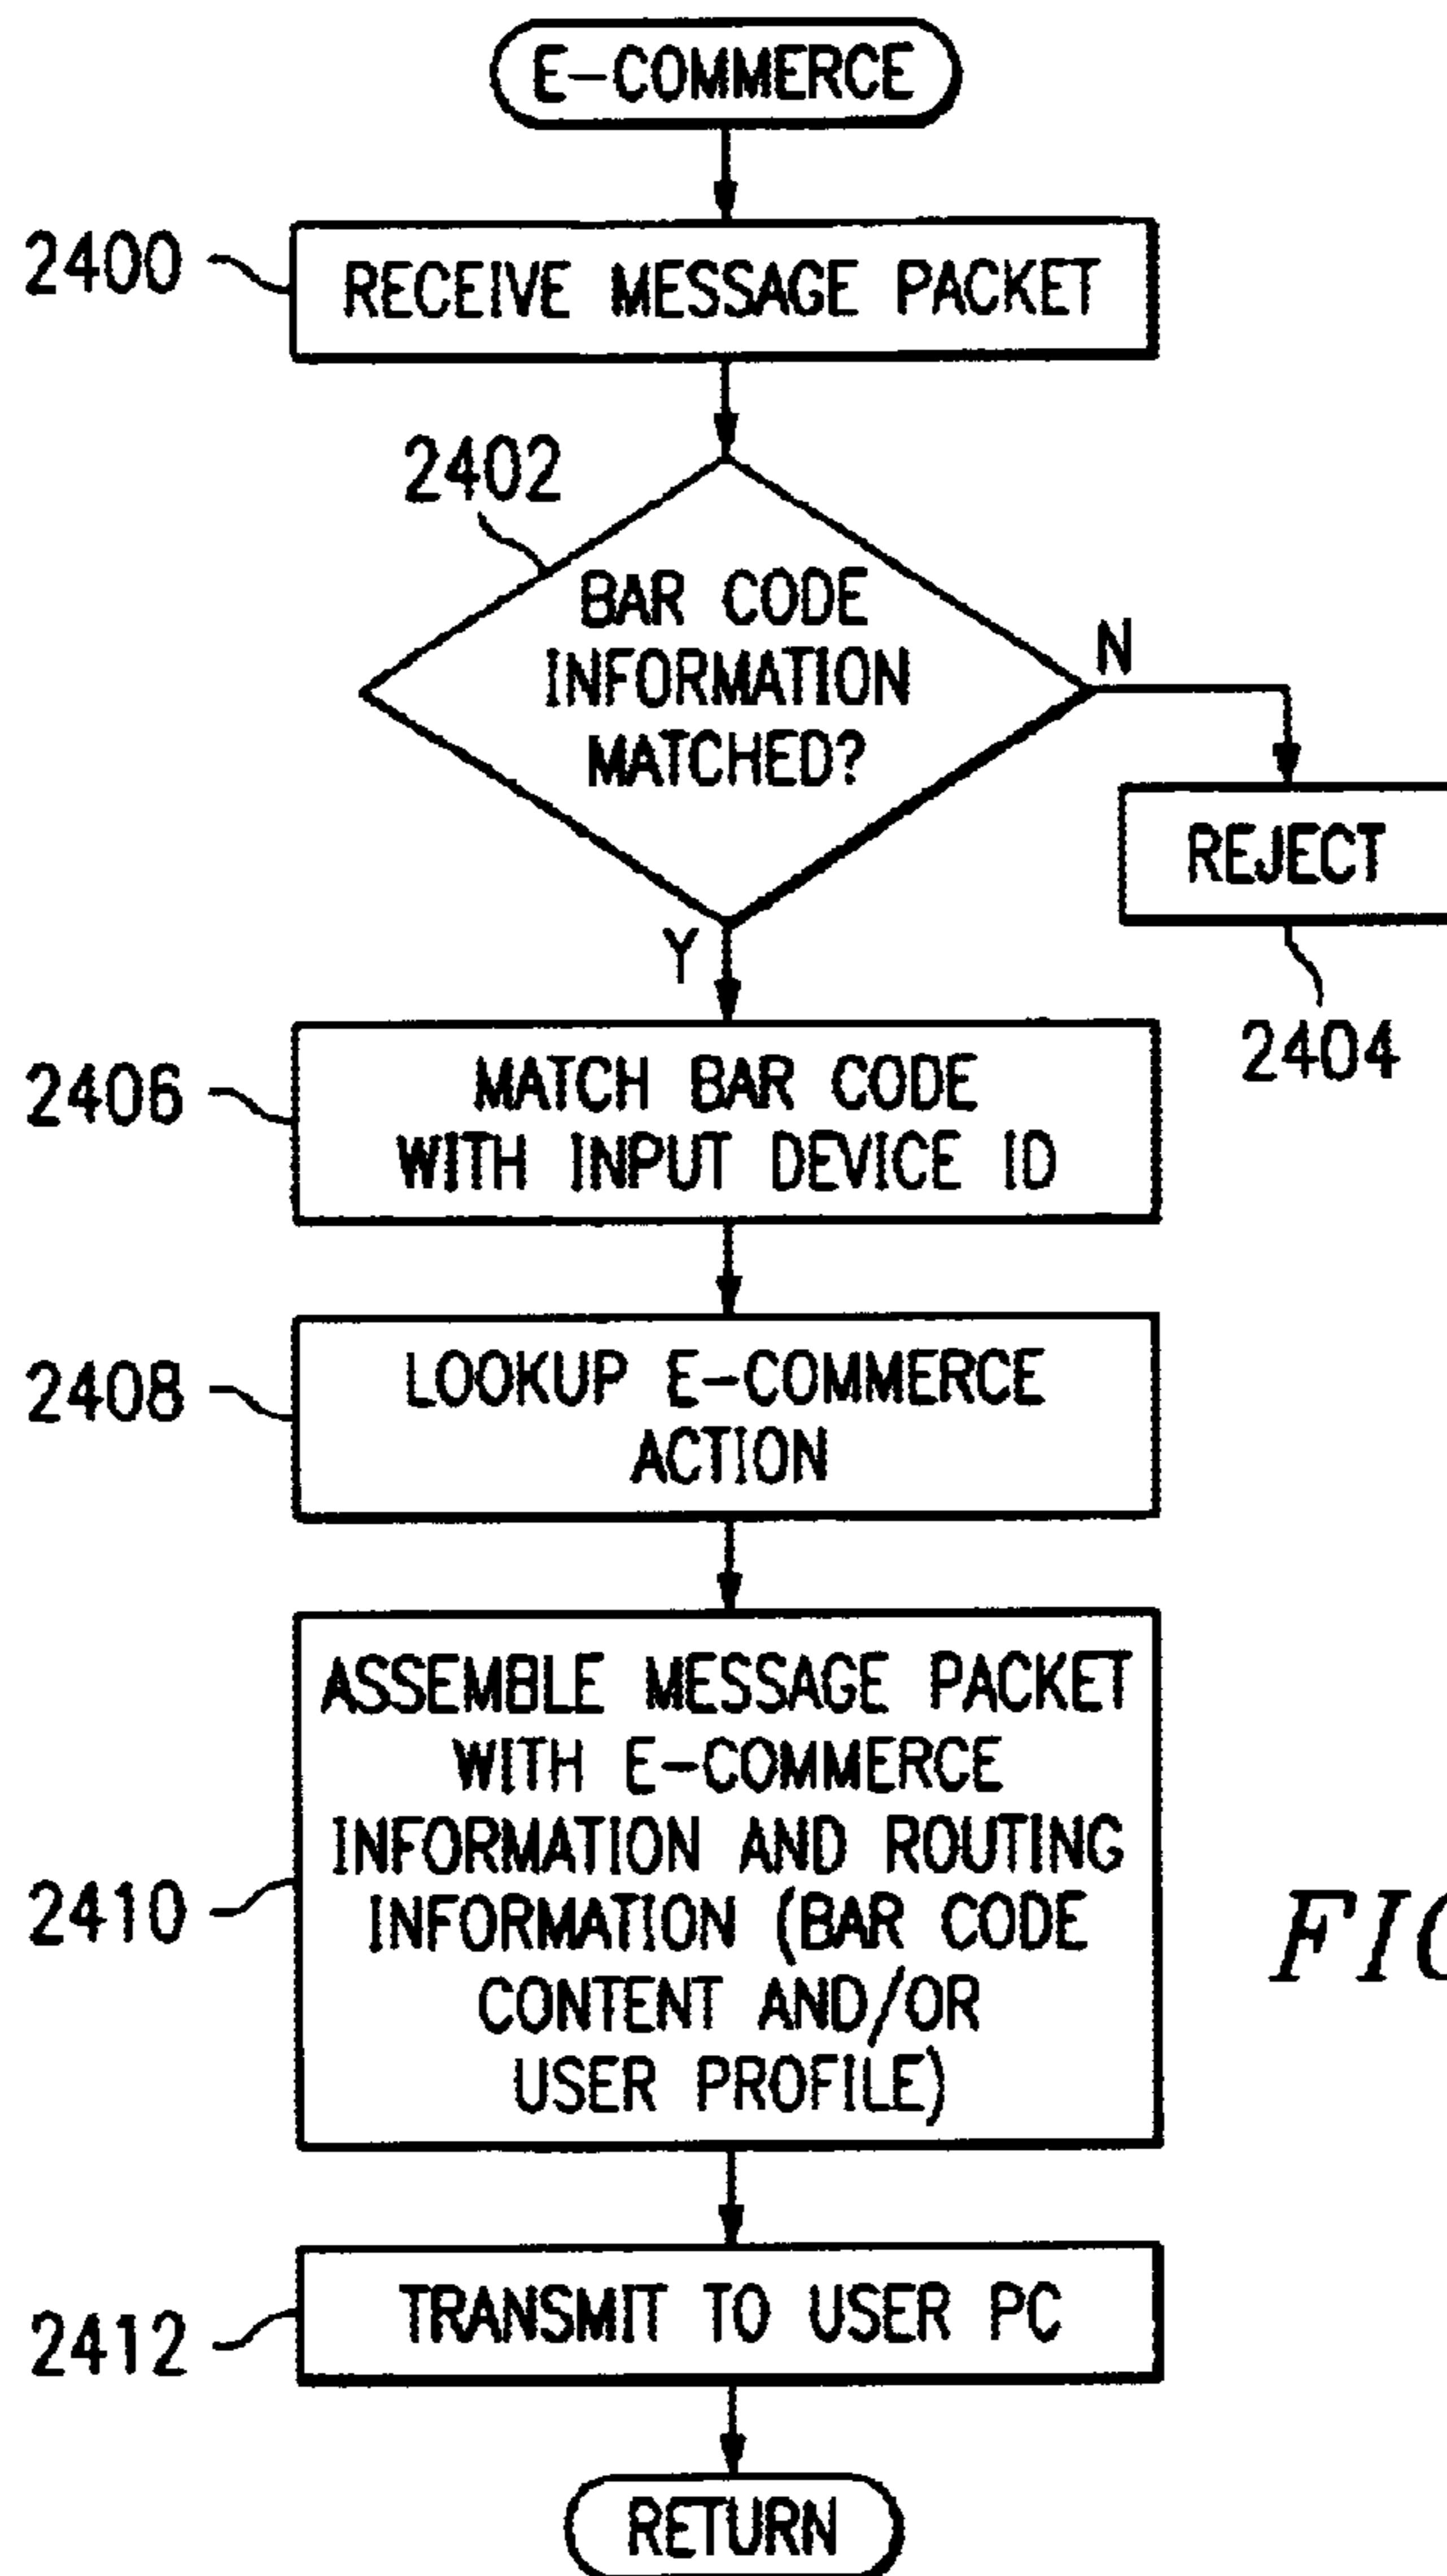 E-COMMERCE
2400
RECEIVE MESSAGE PACKET
2402
BAR CODE
INFORMATION
MATCHED?
N
REJECT
2404
Y
2406
MATCH BAR CODE
WITH INPUT DEVICE ID
2408
LOOKUP E-COMMERCE
ACTION
2410
ASSEMBLE MESSAGE PACKET
WITH E-COMMERCE
INFORMATION AND ROUTING
INFORMATION (BAR CODE
CONTENT AND/OR
USER PROFILE)
2412
TRANSMIT TO USER PC
RETURN